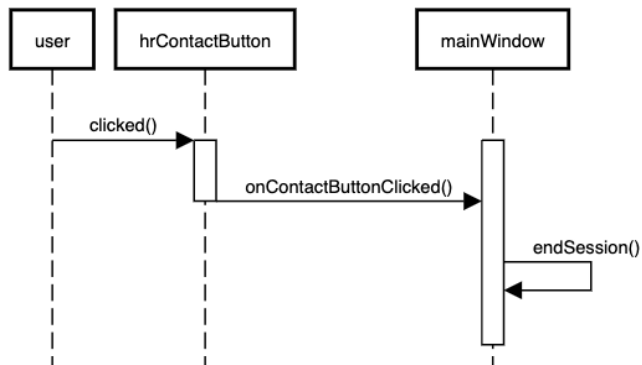 user
hrContactButton
mainWindow
clicked()
onContactButtonClicked()
endSession()